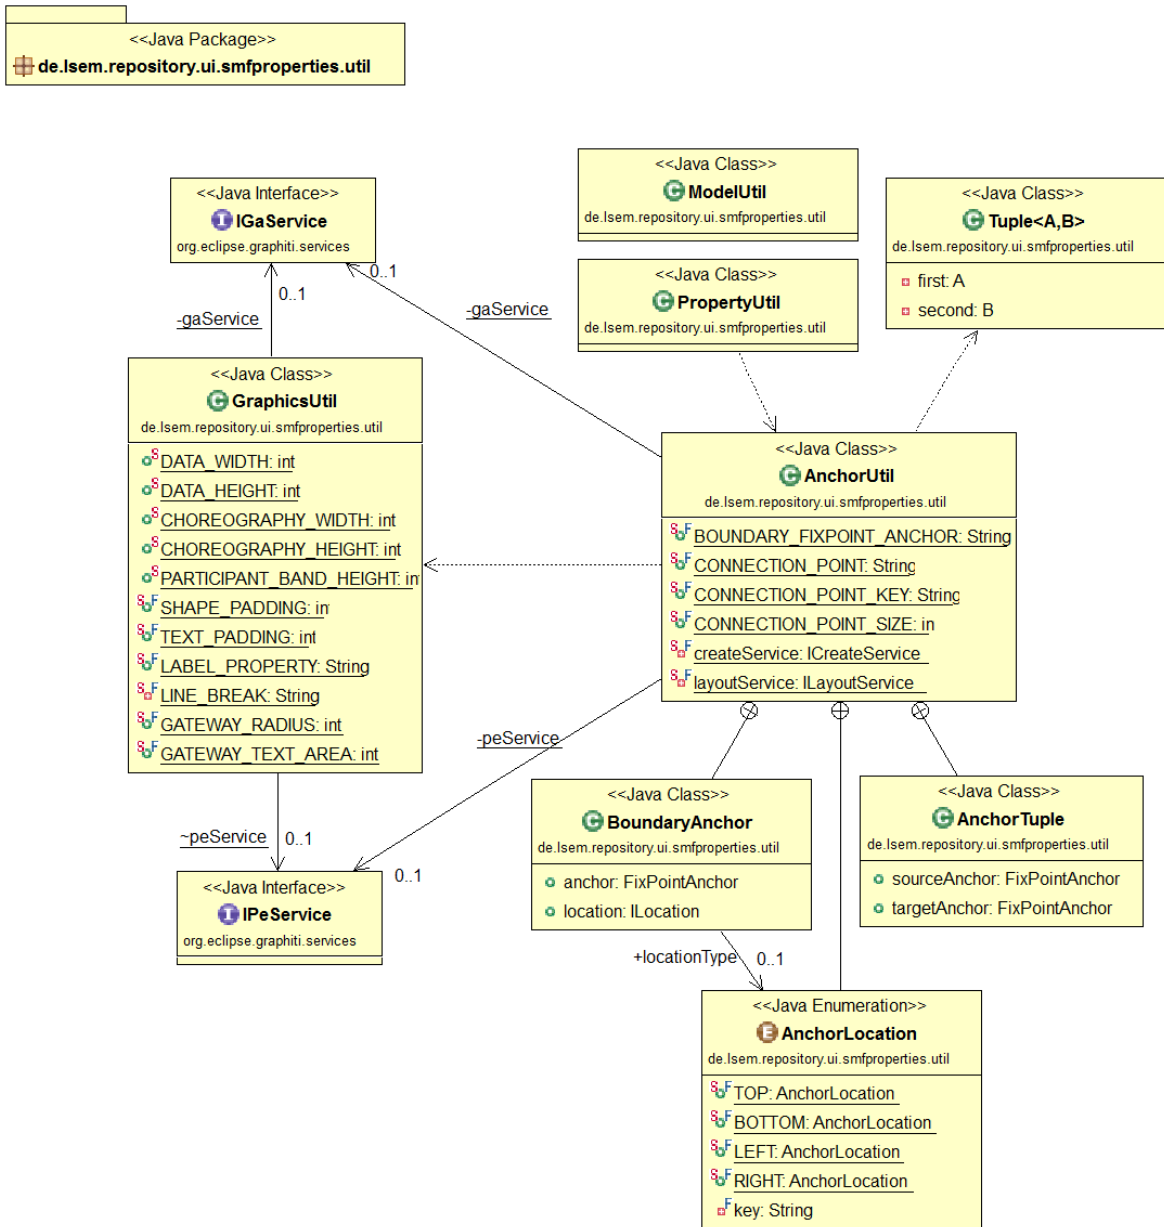 <<Java Package>>
de.lsem.repository.ui.smfproperties.util
<<Java Class>>
ModelUtil
de.lsem.repository.ui.smfproperties.util
<<Java Interface>>
IGaService
org.eclipse.graphiti.services
<<Java Class>>
Tuple<A,B>
de.lsem.repository.ui.smfproperties.util
first: A
second: B
<<Java Class>>
PropertyUtil
de.lsem.repository.ui.smfproperties.util
0..1
0..1
-gaService
-gaService
<<Java Class>>
GraphicsUtil
de.lsem.repository.ui.smfproperties.util
DATA_WIDTH: int
DATA_HEIGHT: int
CHOREOGRAPHY_WIDTH: int
CHOREOGRAPHY_HEIGHT: int
PARTICIPANT_BAND_HEIGHT: int
SHAPE_PADDING: int
TEXT_PADDING: int
LABEL_PROPERTY: String
LINE_BREAK: String
GATEWAY_RADIUS: int
GATEWAY_TEXT_AREA: int
<<Java Class>>
AnchorUtil
de.lsem.repository.ui.smfproperties.util
BOUNDARY_FIXPOINT_ANCHOR: String
CONNECTION_POINT: String
CONNECTION_POINT_KEY: String
CONNECTION_POINT_SIZE: in
createService: ICreateService
layoutService: ILayoutService
-peService
~peService
0..1
0..1
<<Java Interface>>
IPeService
org.eclipse.graphiti.services
<<Java Class>>
BoundaryAnchor
de.lsem.repository.ui.smfproperties.util
anchor: FixPointAnchor
location: ILocation
<<Java Class>>
AnchorTuple
de.lsem.repository.ui.smfproperties.util
sourceAnchor: FixPointAnchor
targetAnchor: FixPointAnchor
+locationType
0..1
<<Java Enumeration>>
AnchorLocation
de.lsem.repository.ui.smfproperties.util
TOP: AnchorLocation
BOTTOM: AnchorLocation
LEFT: AnchorLocation
RIGHT: AnchorLocation
key: String